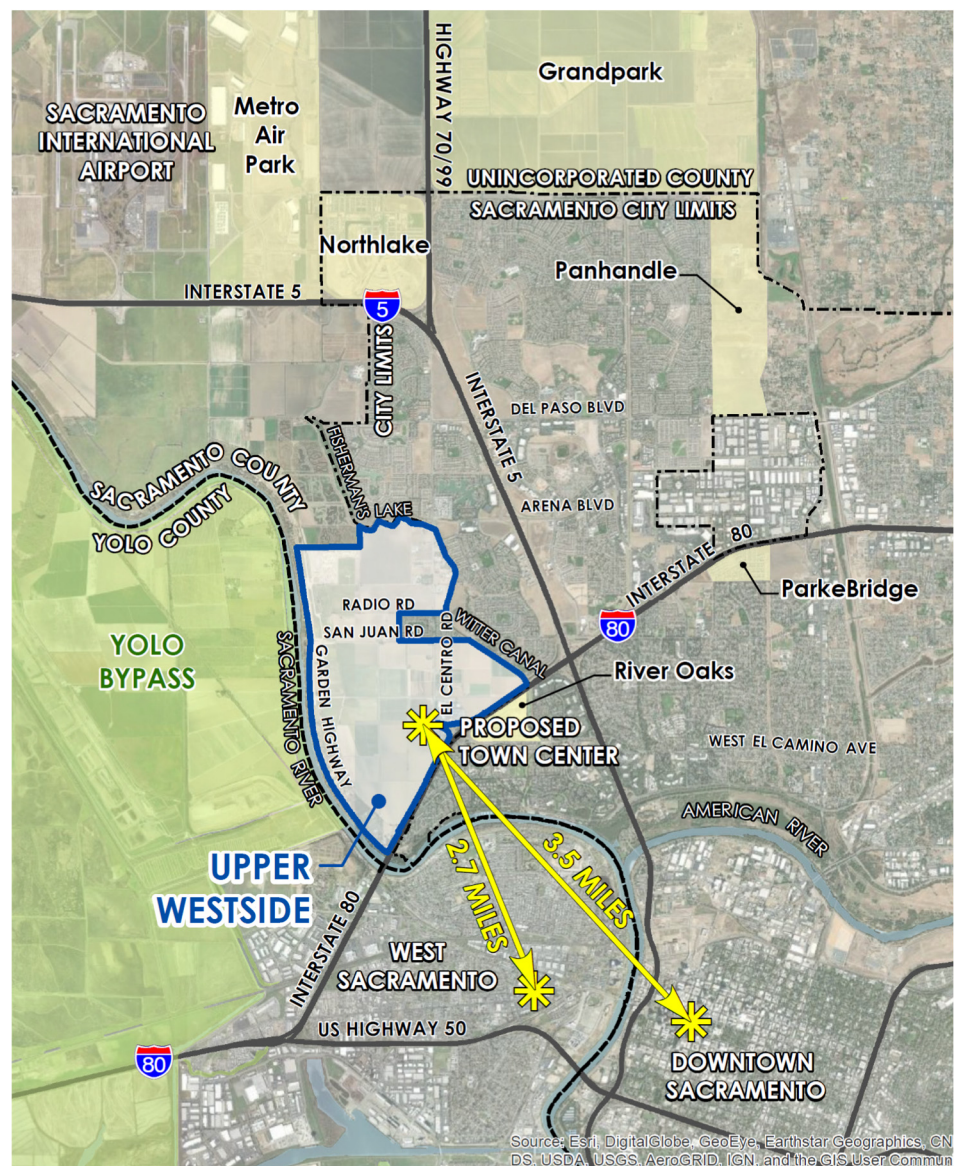 HIGHWAY 70/99
Grandpark
SACRAMENTO
INTERNATIONAL
AIRPORT
Metro
Air
Park
UNINCORPORATED COUNTY
SACRAMENTO CITY LIMITS
Northlake
Panhandle
INTERSTATE 5
5
CITY LIMITS
INTERSTATE 5
DEL PASO BLVD
FISHERMAN'S LAKE
SACRAMENTO COUNTY
YOLO COUNTY
ARENA BLVD
INTERSTATE 80
ParkeBridge
RADIO RD
SAN JUAN RD
EL CENTRO RD
WITTER CANAL
80
YOLO
BYPASS
River Oaks
SACRAMENTO RIVER
GARDEN HIGHWAY
PROPOSED
TOWN CENTER
WEST EL CAMINO AVE
AMERICAN RIVER
UPPER
WESTSIDE
2.7 MILES
3.5 MILES
INTERSTATE 80
WEST
SACRAMENTO
US HIGHWAY 50
80
DOWNTOWN
SACRAMENTO
Source: Esri, DigitalGlobe, GeoEye, Earthstar Geographics, CN
DS, USDA, USGS, AeroGRID, IGN, and the GIS User Commun